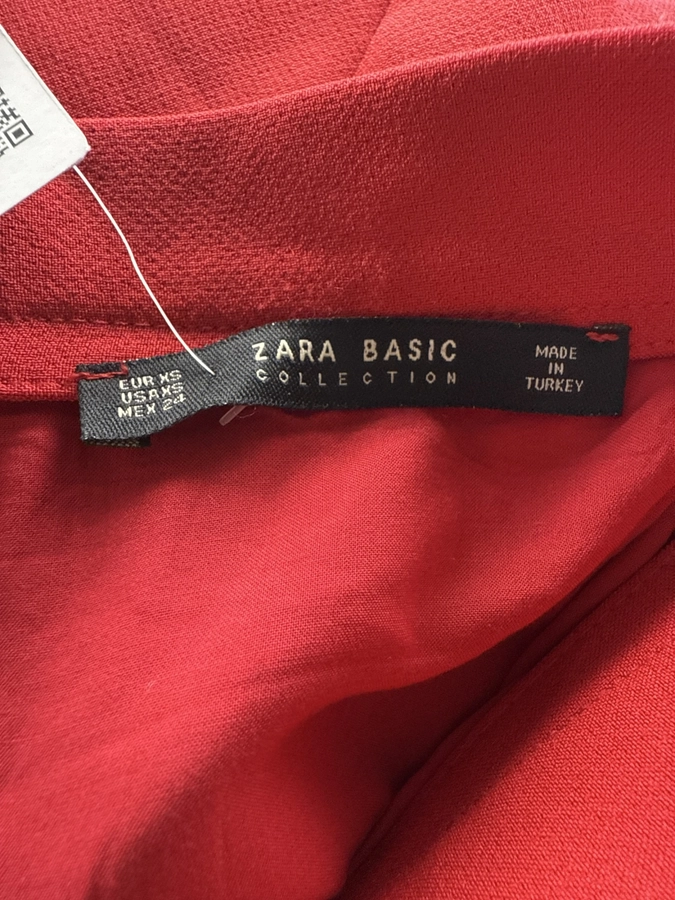 EUR XS
USA XS
MEX 24
ZARA BASIC
COLLECTION
MADE
IN
TURKEY